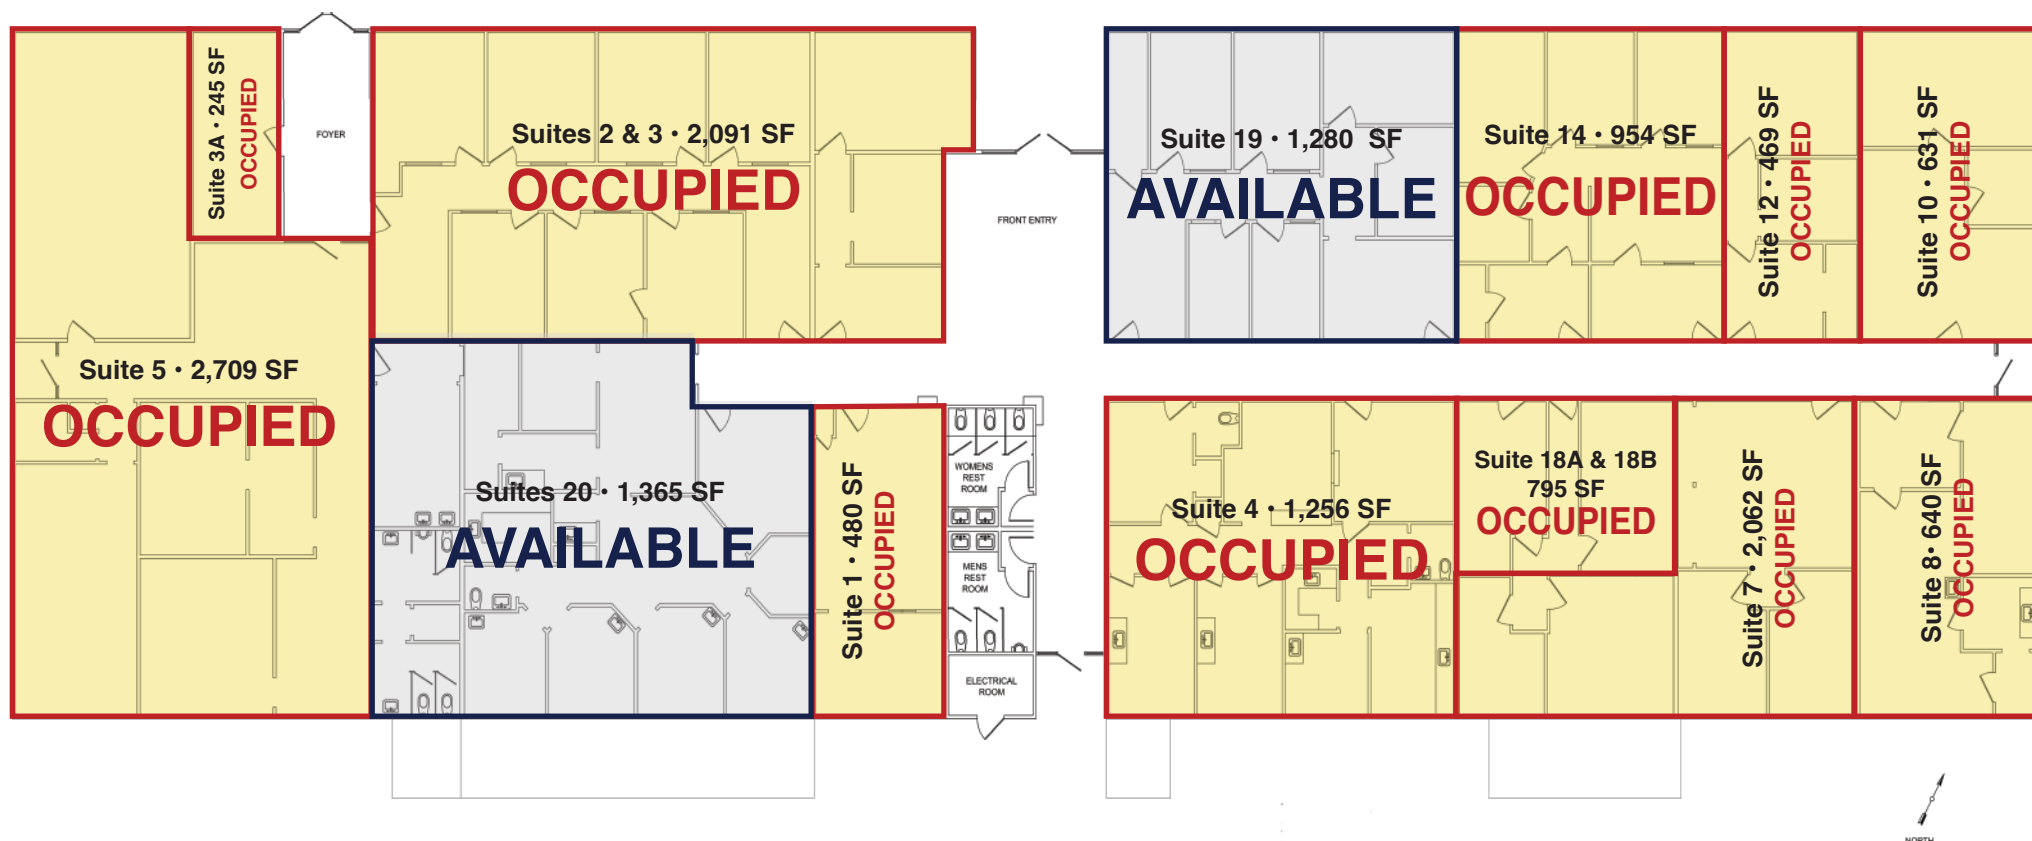 Suite 3A • 245 SF
OCCUPIED
FOYER
Suites 2 & 3 • 2,091 SF
OCCUPIED
FRONT ENTRY
Suite 19 • 1,280 SF
AVAILABLE
Suite 14 • 954 SF
OCCUPIED
Suite 12 • 469 SF
OCCUPIED
Suite 10 • 631 SF
OCCUPIED
Suite 5 • 2,709 SF
OCCUPIED
Suites 20 • 1,365 SF
AVAILABLE
Suite 1 • 480 SF
OCCUPIED
WOMENS
REST
ROOM
MENS
REST
ROOM
ELECTRICAL
ROOM
Suite 4 • 1,256 SF
OCCUPIED
Suite 18A & 18B
795 SF
OCCUPIED
Suite 7 • 2,062 SF
OCCUPIED
Suite 8• 640 SF
OCCUPIED
NORTH